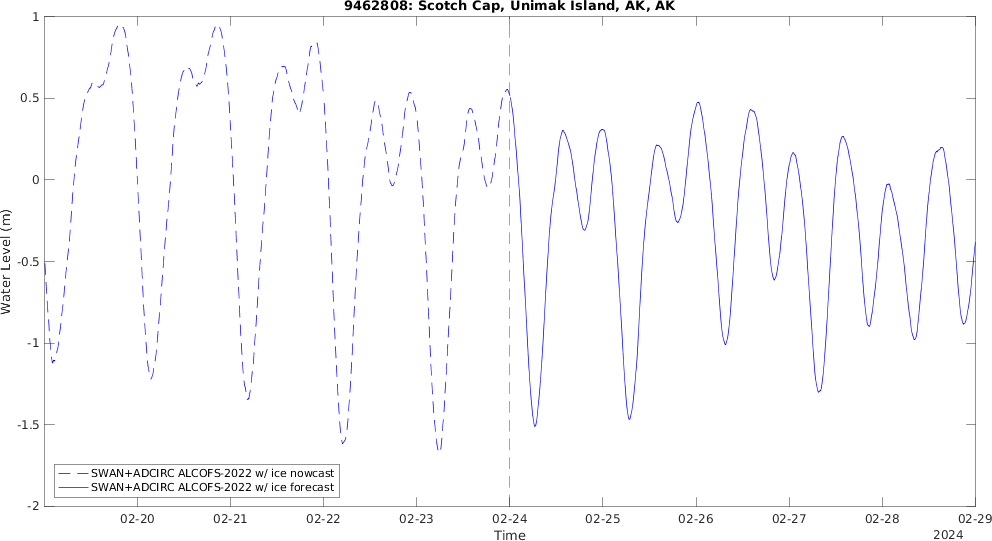 9462808: Scotch Cap, Unimak Island, AK, AK
1
0.5
0
-0.5
-1
-1.5
-2
Water Level (m)
SWAN+ADCIRC ALCOFS-2022 w/ ice nowcast
SWAN+ADCIRC ALCOFS-2022 w/ ice forecast
02-20 02-21 02-22 02-23 02-24 02-25 02-26 02-27 02-28 02-29
Time
2024